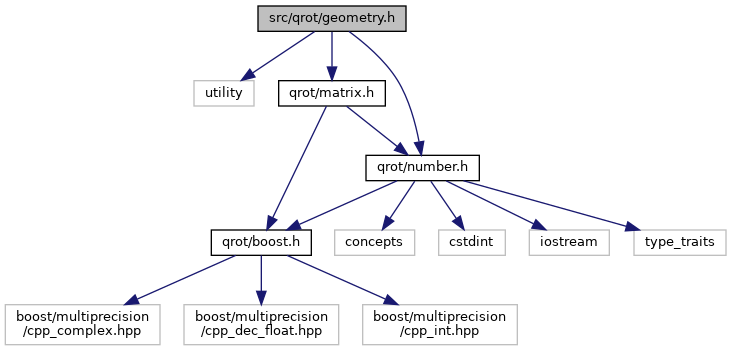 src/qrot/geometry.h
utility
qrot/matrix.h
qrot/number.h
qrot/boost.h
concepts
cstdint
iostream
type_traits
boost/multiprecision
/cpp_complex.hpp
boost/multiprecision
/cpp_dec_float.hpp
boost/multiprecision
/cpp_int.hpp